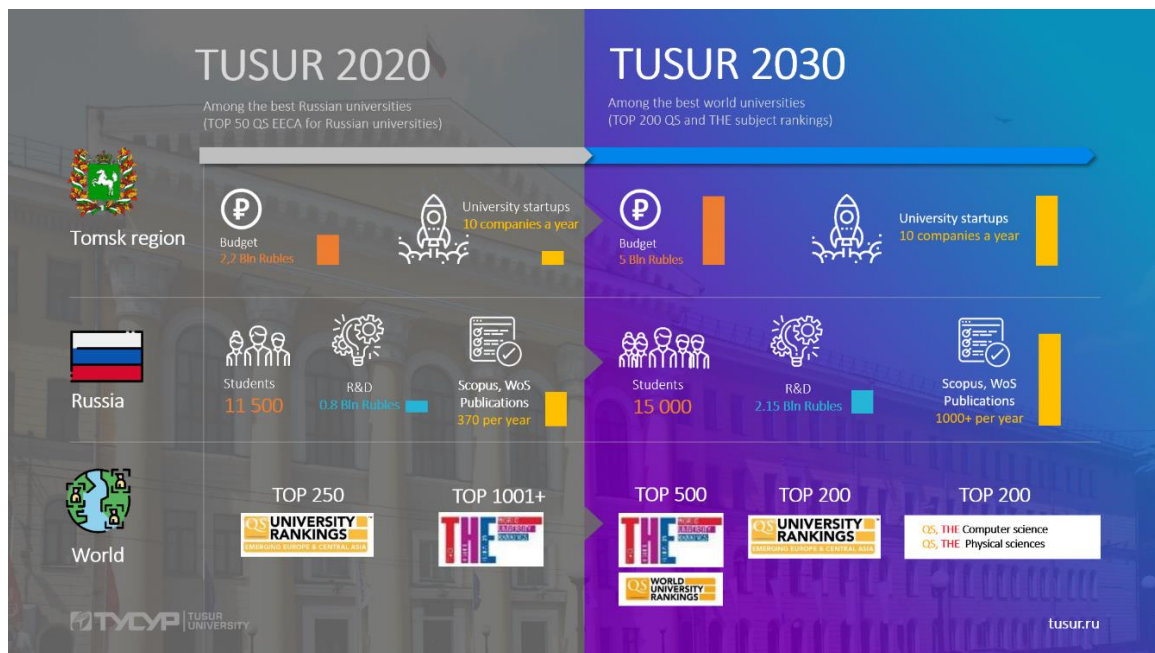 TUSUR 2020
Among the best Russian universities
(TOP 50 QS EECA for Russian universities)
TUSUR 2030
Among the best world universities
(TOP 200 QS and THE subject rankings)
Tomsk region
Budget
2,2 Bln Rubles
University startups
10 companies a year
Budget
5 Bln Rubles
University startups
10 companies a year
Russia
Students
11 500
R&D
0.8 Bln Rubles
Scopus, WoS
Publications
370 per year
Students
15 000
R&D
2.15 Bln Rubles
Scopus, WoS
Publications
1000+ per year
World
TOP 250
QS UNIVERSITY
RANKINGS
EMERGING EUROPE & CENTRAL ASIA
TOP 1001+
THE
WORLD
UNIVERSITY
RANKINGS
TOP 500
THE
WORLD
UNIVERSITY
RANKINGS
QS WORLD
UNIVERSITY
RANKINGS
TOP 200
QS UNIVERSITY
RANKINGS
EMERGING EUROPE & CENTRAL ASIA
TOP 200
QS, THE Computer science
QS, THE Physical sciences
ТУСУР
TUSUR
UNIVERSITY
tusur.ru